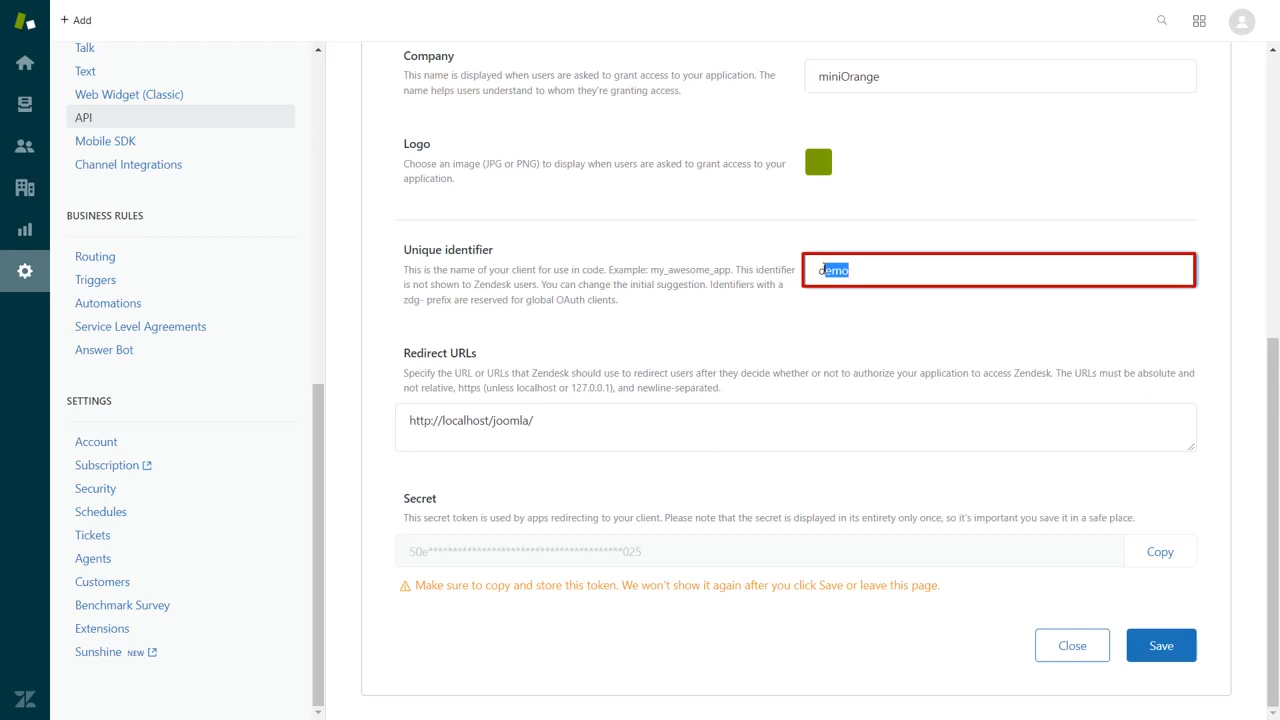 + Add
Talk
Text
Web Widget (Classic)
API
Mobile SDK
Channel Integrations
BUSINESS RULES
Routing
Triggers
Automations
Service Level Agreements
Answer Bot
SETTINGS
Account
Subscription
Security
Schedules
Tickets
Agents
Customers
Benchmark Survey
Extensions
Sunshine NEW
Company
This name is displayed when users are asked to grant access to your application. The
name helps users understand to whom they're granting access.
miniOrange
Logo
Choose an image (JPG or PNG) to display when users are asked to grant access to your
application.
Unique identifier
This is the name of your client for use in code. Example: my_awesome_app. This identifier
is not shown to Zendesk users. You can change the initial suggestion. Identifiers with a
zdg- prefix are reserved for global OAuth clients.
demo
Redirect URLs
Specify the URL or URLs that Zendesk should use to redirect users after they decide whether or not to authorize your application to access Zendesk. The URLs must be absolute and
not relative, https (unless localhost or 127.0.0.1), and newline-separated.
http://localhost/joomla/
Secret
This secret token is used by apps redirecting to your client. Please note that the secret is displayed in its entirety only once, so it's important you save it in a safe place.
50e****************************************025
Copy
Make sure to copy and store this token. We won't show it again after you click Save or leave this page.
Close
Save